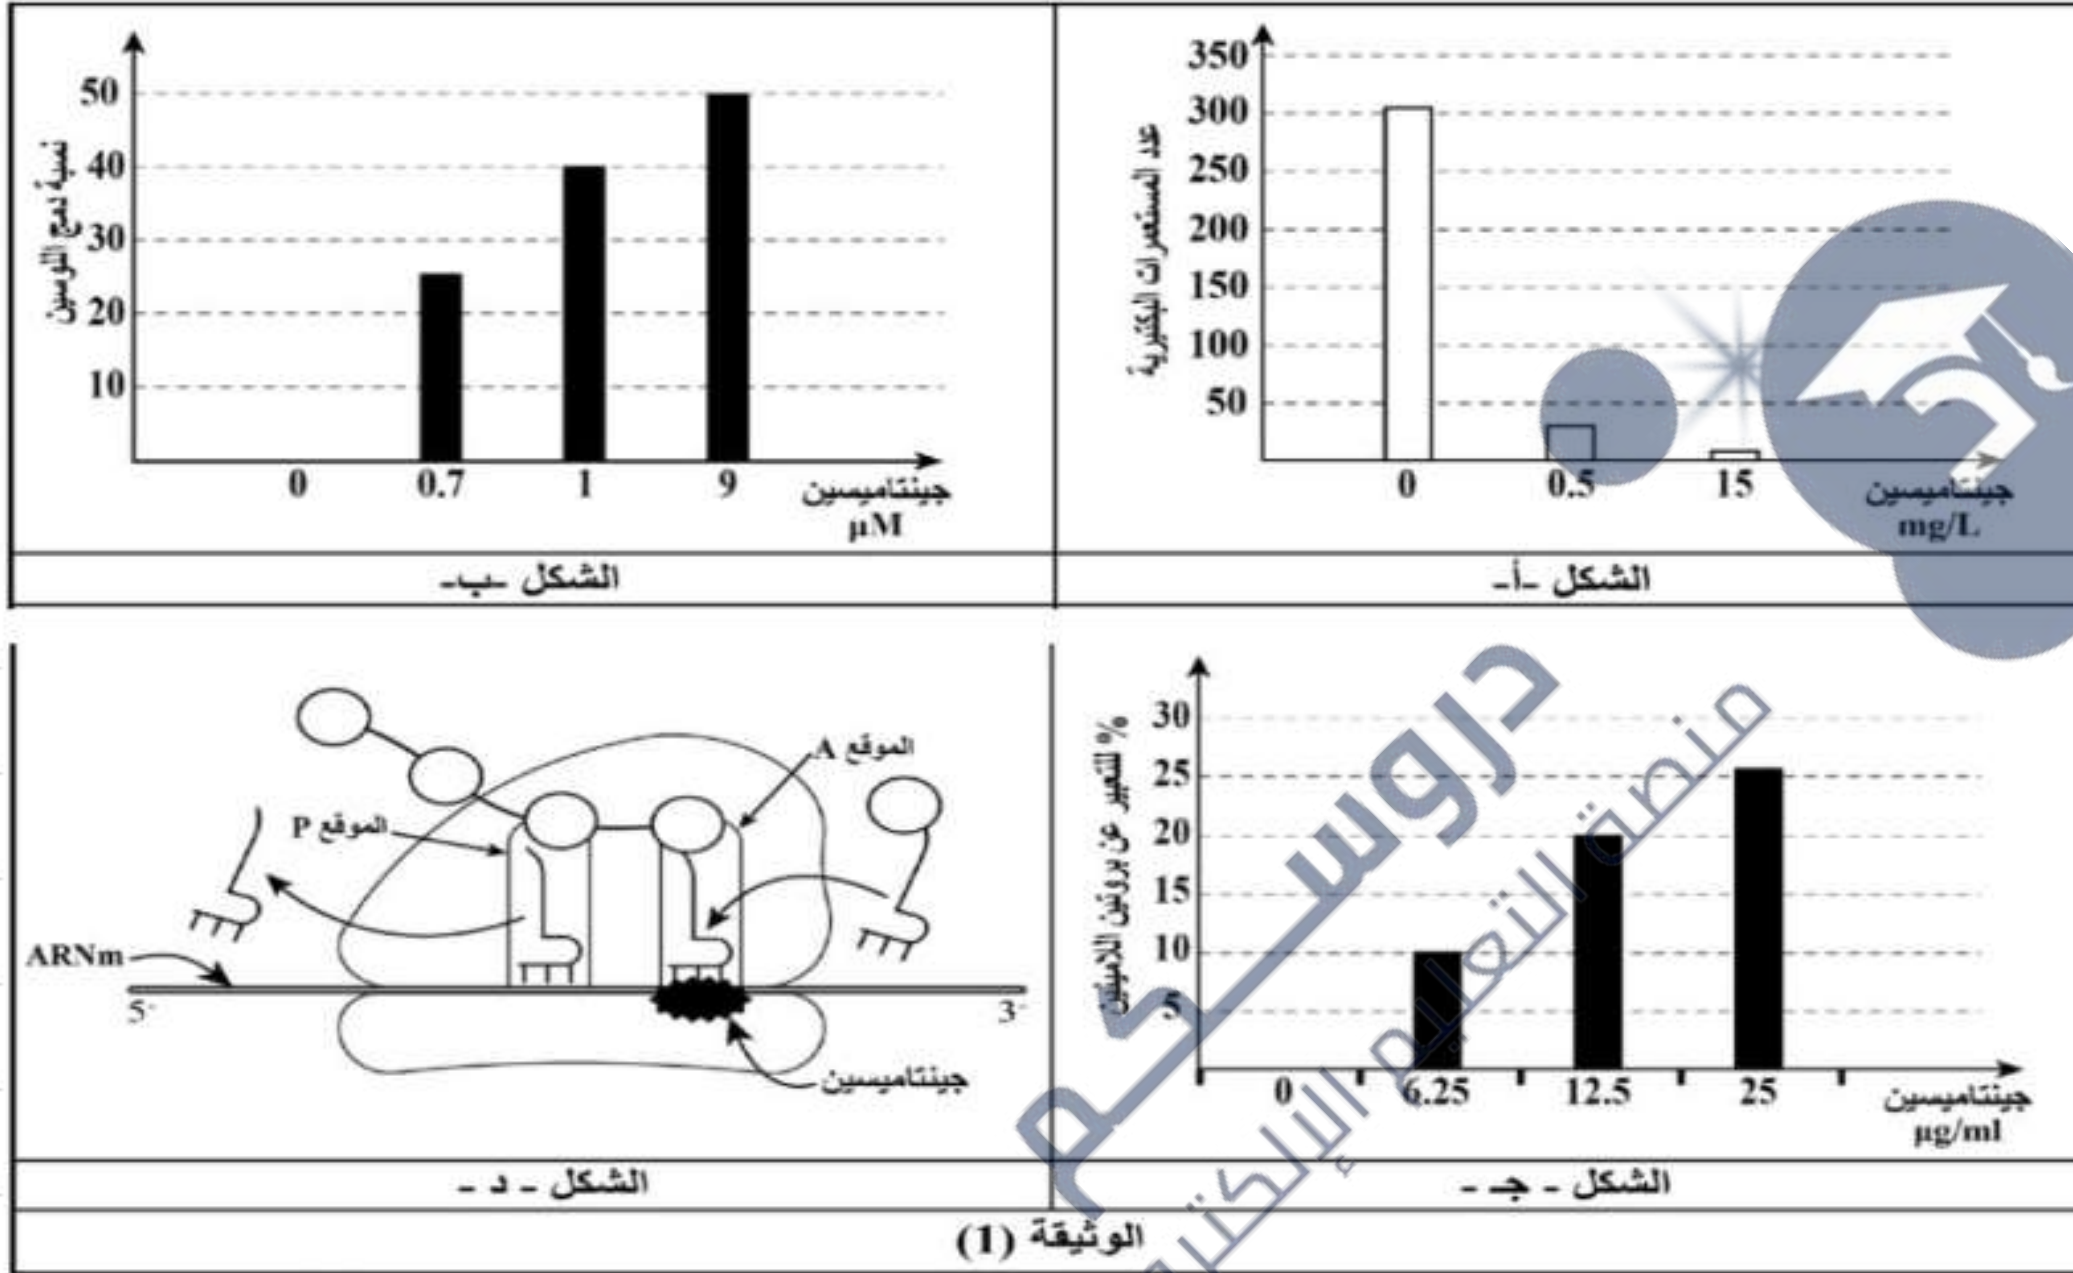 350
300
250
200
150
100
50
عدد المستعمرات البكتيرية
0 0.5 15
جينتاميسين
mg/L
الشكل -أ-
50
40
30
20
10
نسبة دمج اللوسين
0 0.7 1 9
جينتاميسين
µM
الشكل -ب-
30
25
20
15
10
5
% للتعبير عن بروتين اللامينين
0 6.25 12.5 25
جينتاميسين
µg/ml
الشكل - جـ -
الموقع A
الموقع P
ARNm
5-
3-
جينتاميسين
الشكل - د -
الوثيقة (1)
دروسكم
منصة التعليم الإلكتر